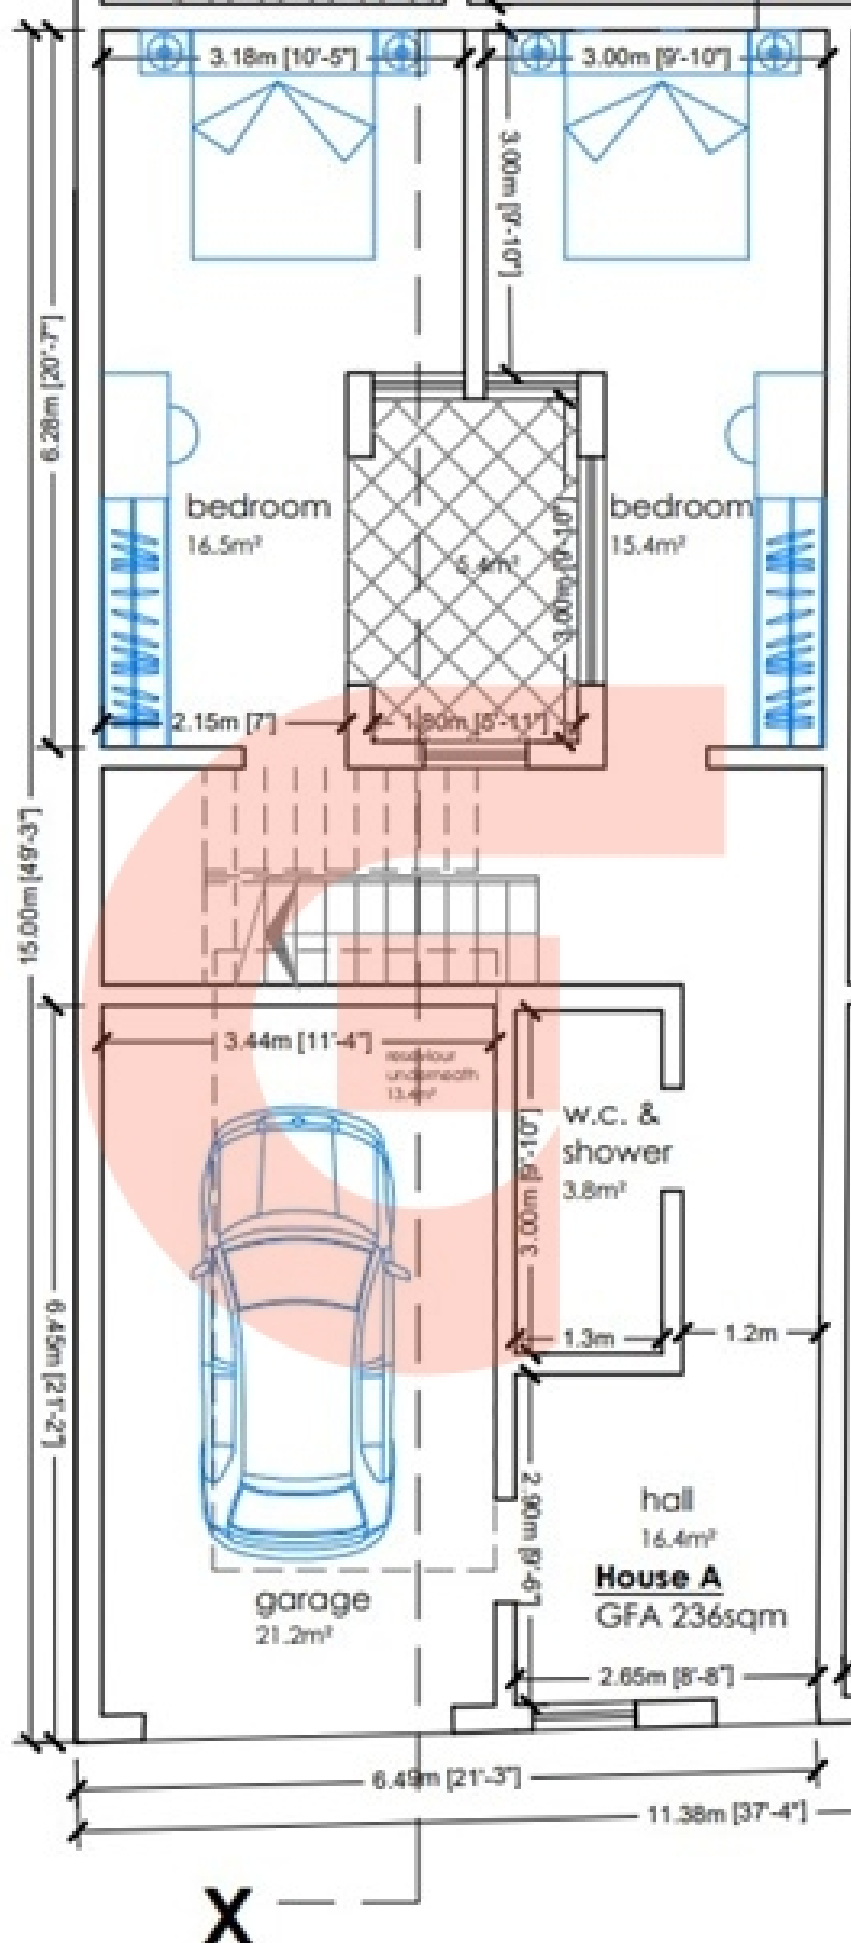 3.18m [10'-5"]
3.00m [9'-10"]
3.00m [9'-10"]
6.28m [20'-7"]
bedroom
16.5m²
bedroom
15.4m²
5.4m²
3.00m [9'-10"]
2.15m [7']
1.80m [5'-11"]
15.00m [49'-3"]
3.44m [11'-4"]
underneath
13.4m²
w.c. &
shower
3.8m²
3.00m [9'-10"]
1.3m
1.2m
6.45m [21'-2"]
2.90m [9'-6"]
hall
16.4m²
House A
GFA 236sqm
garage
21.2m²
2.65m [8'-8"]
6.49m [21'-3"]
11.38m [37'-4"]
X